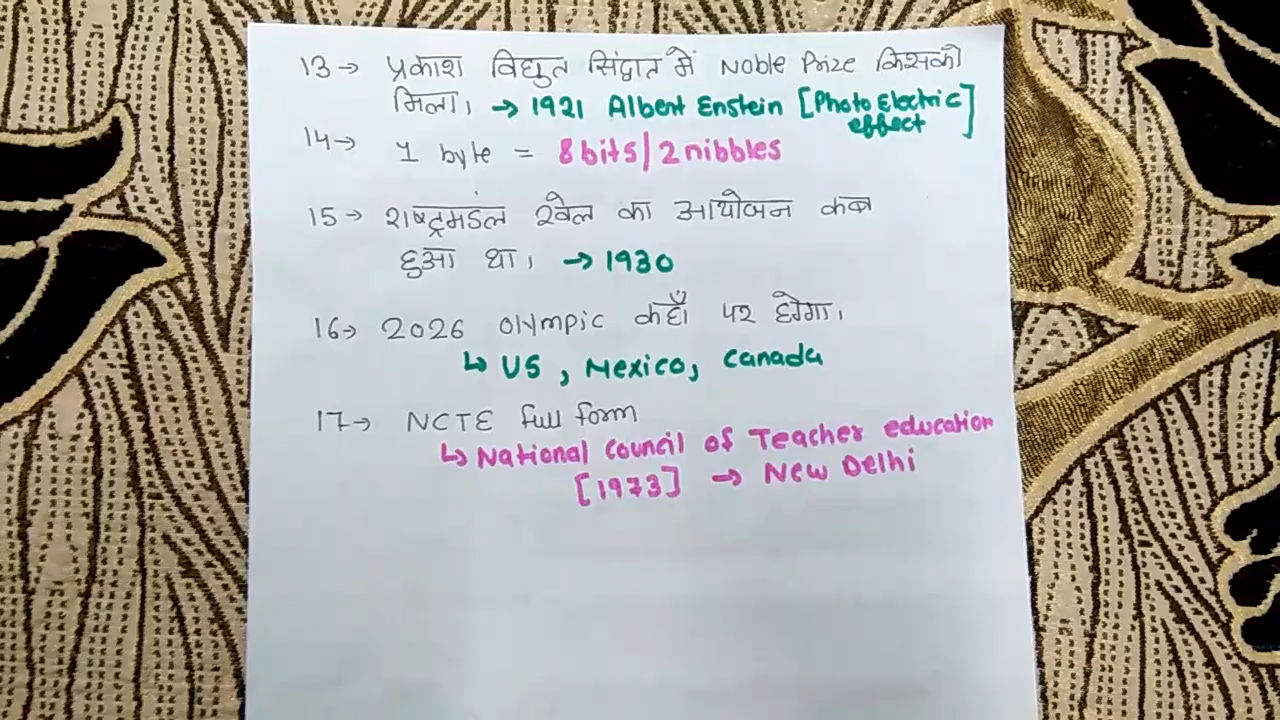 13→ प्रकाश विद्युत सिंद्वात में Noble Prize किसको
मिला। → 1921 Albert Enstein [Photo Electric
effect]
14→ 1 byte = 8 bits/2 nibbles
15→ राष्ट्रमंडल खेल का आयोजन कब
हुआ था। → 1930
16→ 2026 Olympic कहाँ पर होगा।
↳ US, Mexico, Canada
17→ NCTE full form
↳ National Council of Teacher education
[1973] → New Delhi